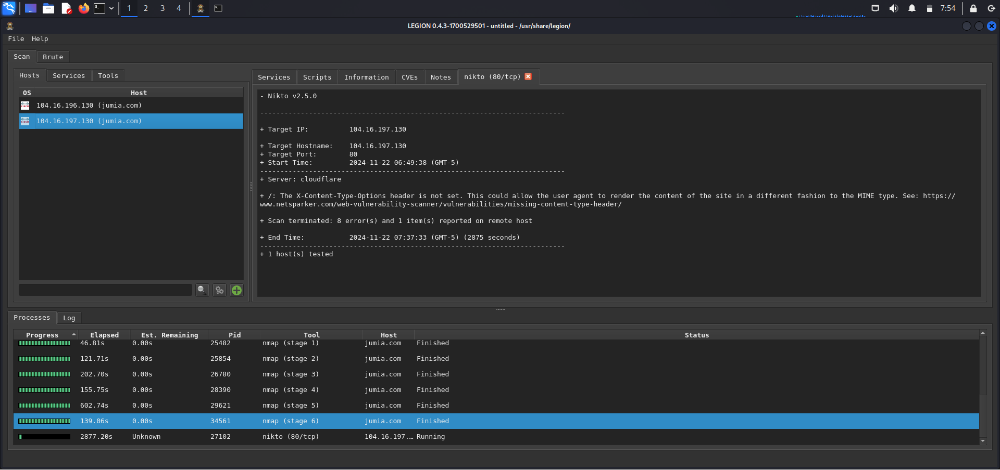 1 2 3 4 7:54
LEGION 0.4.3-1700529501 - untitled - /usr/share/legion/
File Help
Scan Brute
Hosts Services Tools
OS Host
104.16.196.130 (jumia.com)
104.16.197.130 (jumia.com)
Services Scripts Information CVEs Notes nikto (80/tcp)
- Nikto v2.5.0
---------------------------------------------------------------------------
+ Target IP: 104.16.197.130
+ Target Hostname: 104.16.197.130
+ Target Port: 80
+ Start Time: 2024-11-22 06:49:38 (GMT-5)
---------------------------------------------------------------------------
+ Server: cloudflare
+ /: The X-Content-Type-Options header is not set. This could allow the user agent to render the content of the site in a different fashion to the MIME type. See: https://
www.netsparker.com/web-vulnerability-scanner/vulnerabilities/missing-content-type-header/
+ Scan terminated: 8 error(s) and 1 item(s) reported on remote host
+ End Time: 2024-11-22 07:37:33 (GMT-5) (2875 seconds)
---------------------------------------------------------------------------
+ 1 host(s) tested
Processes Log
Progress Elapsed Est. Remaining Pid Tool Host Status
46.81s 0.00s 25482 nmap (stage 1) jumia.com Finished
121.71s 0.00s 25854 nmap (stage 2) jumia.com Finished
202.70s 0.00s 26780 nmap (stage 3) jumia.com Finished
155.75s 0.00s 28390 nmap (stage 4) jumia.com Finished
602.74s 0.00s 29621 nmap (stage 5) jumia.com Finished
139.06s 0.00s 34561 nmap (stage 6) jumia.com Finished
2877.20s Unknown 27102 nikto (80/tcp) 104.16.197.… Running